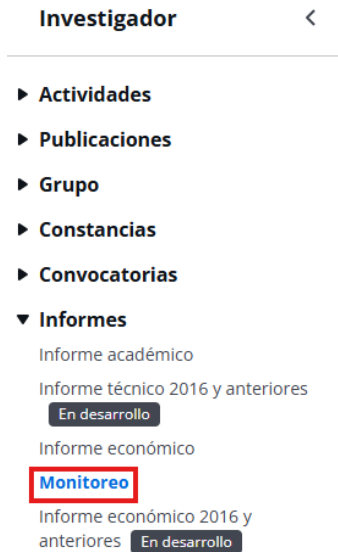 Investigador
Actividades
Publicaciones
Grupo
Constancias
Convocatorias
Informes
Informe académico
Informe técnico 2016 y anteriores
En desarrollo
Informe económico
Monitoreo
Informe económico 2016 y
anteriores En desarrollo